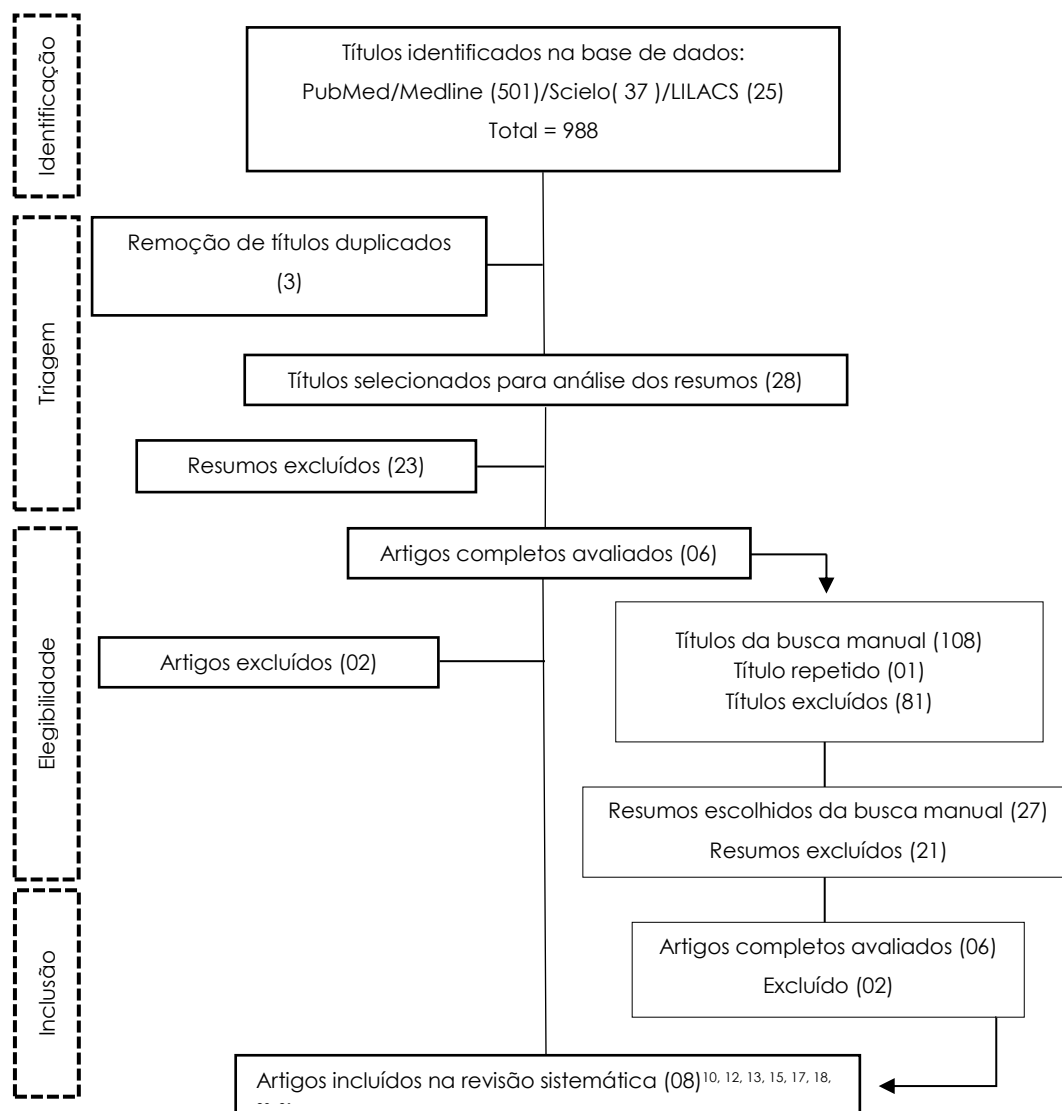 Identificação
Títulos identificados na base de dados:
PubMed/Medline (501)/Scielo( 37 )/LILACS (25)
Total = 988
Triagem
Remoção de títulos duplicados
(3)
Títulos selecionados para análise dos resumos (28)
Resumos excluídos (23)
Elegibilidade
Artigos completos avaliados (06)
Artigos excluídos (02)
Títulos da busca manual (108)
Título repetido (01)
Títulos excluídos (81)
Resumos escolhidos da busca manual (27)
Resumos excluídos (21)
Inclusão
Artigos completos avaliados (06)
Excluído (02)
Artigos incluídos na revisão sistemática (08)10, 12, 13, 15, 17, 18,